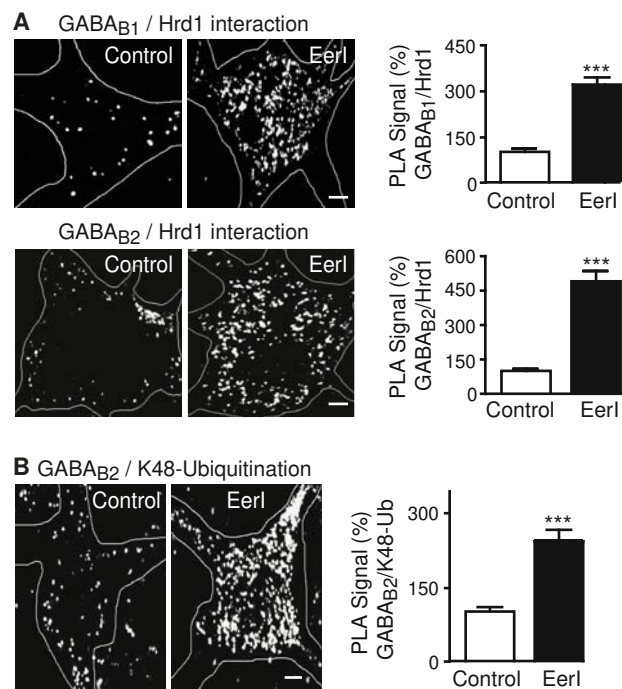 A GABAB1 / Hrd1 interaction
Control
EerI
PLA Signal (%)
GABAB1/Hrd1
450
300
150
0
***
Control EerI
GABAB2 / Hrd1 interaction
Control
EerI
PLA Signal (%)
GABAB2/Hrd1
600
450
300
150
0
***
Control EerI
B GABAB2 / K48-Ubiquitination
Control
EerI
PLA Signal (%)
GABAB2/K48-Ub
300
150
0
***
Control EerI